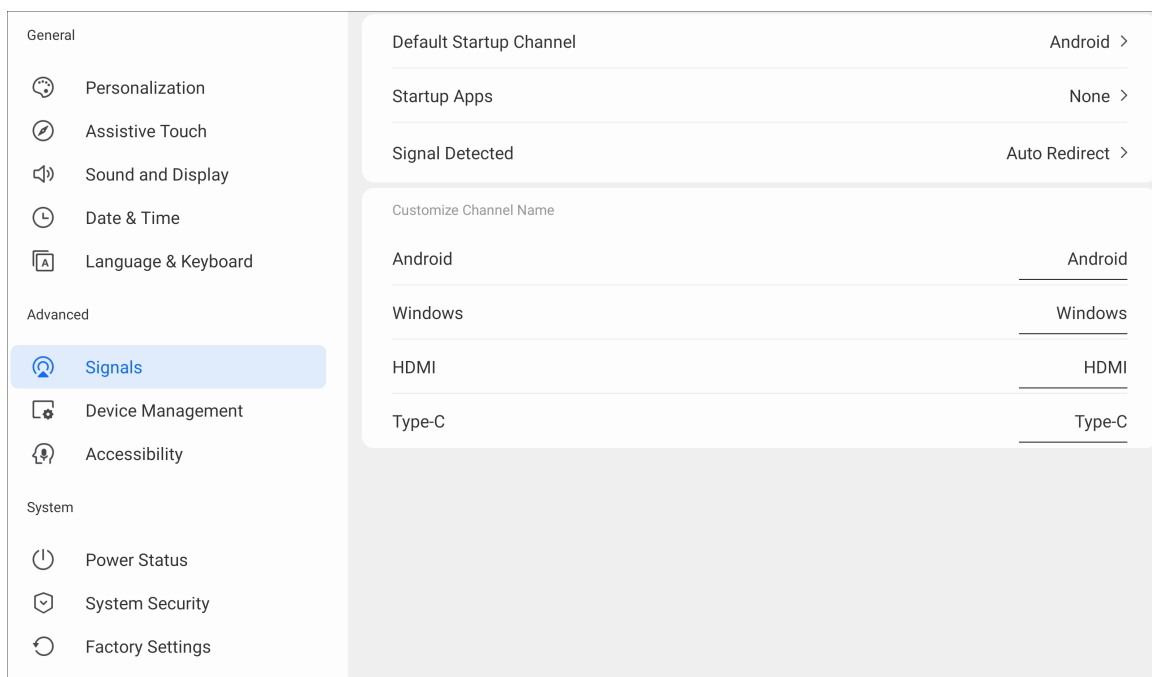 General
Personalization
Assistive Touch
Sound and Display
Date & Time
Language & Keyboard
Advanced
Signals
Device Management
Accessibility
System
Power Status
System Security
Factory Settings
Default Startup Channel Android
Startup Apps None
Signal Detected Auto Redirect
Customize Channel Name
Android Android
Windows Windows
HDMI HDMI
Type-C Type-C